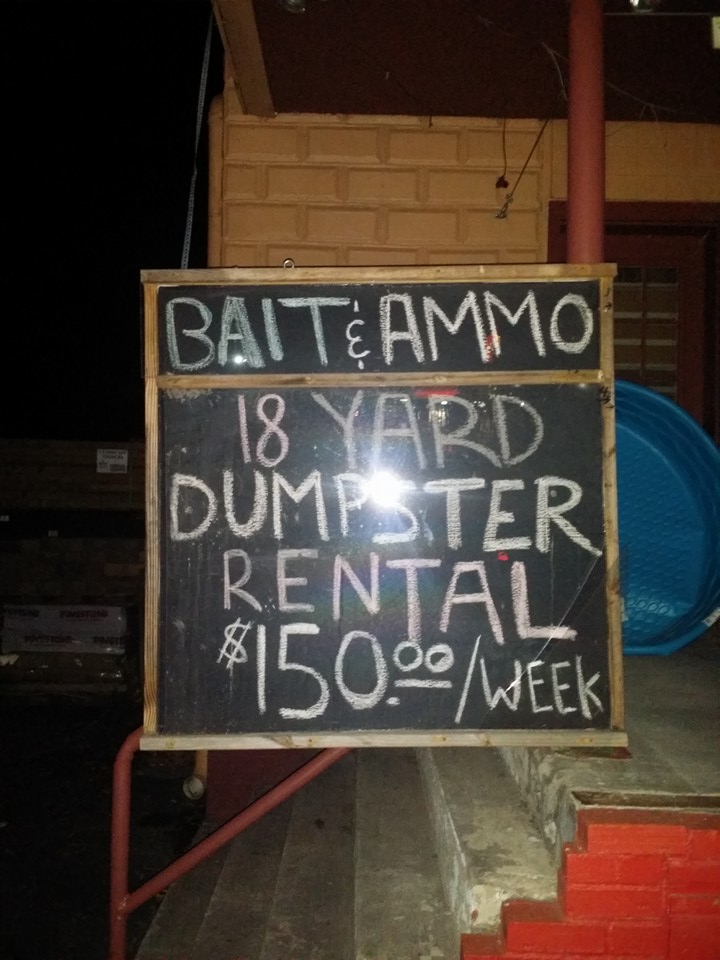 BAIT & AMMO
18 YARD
DUMPSTER
RENTAL
$150.00/WEEK